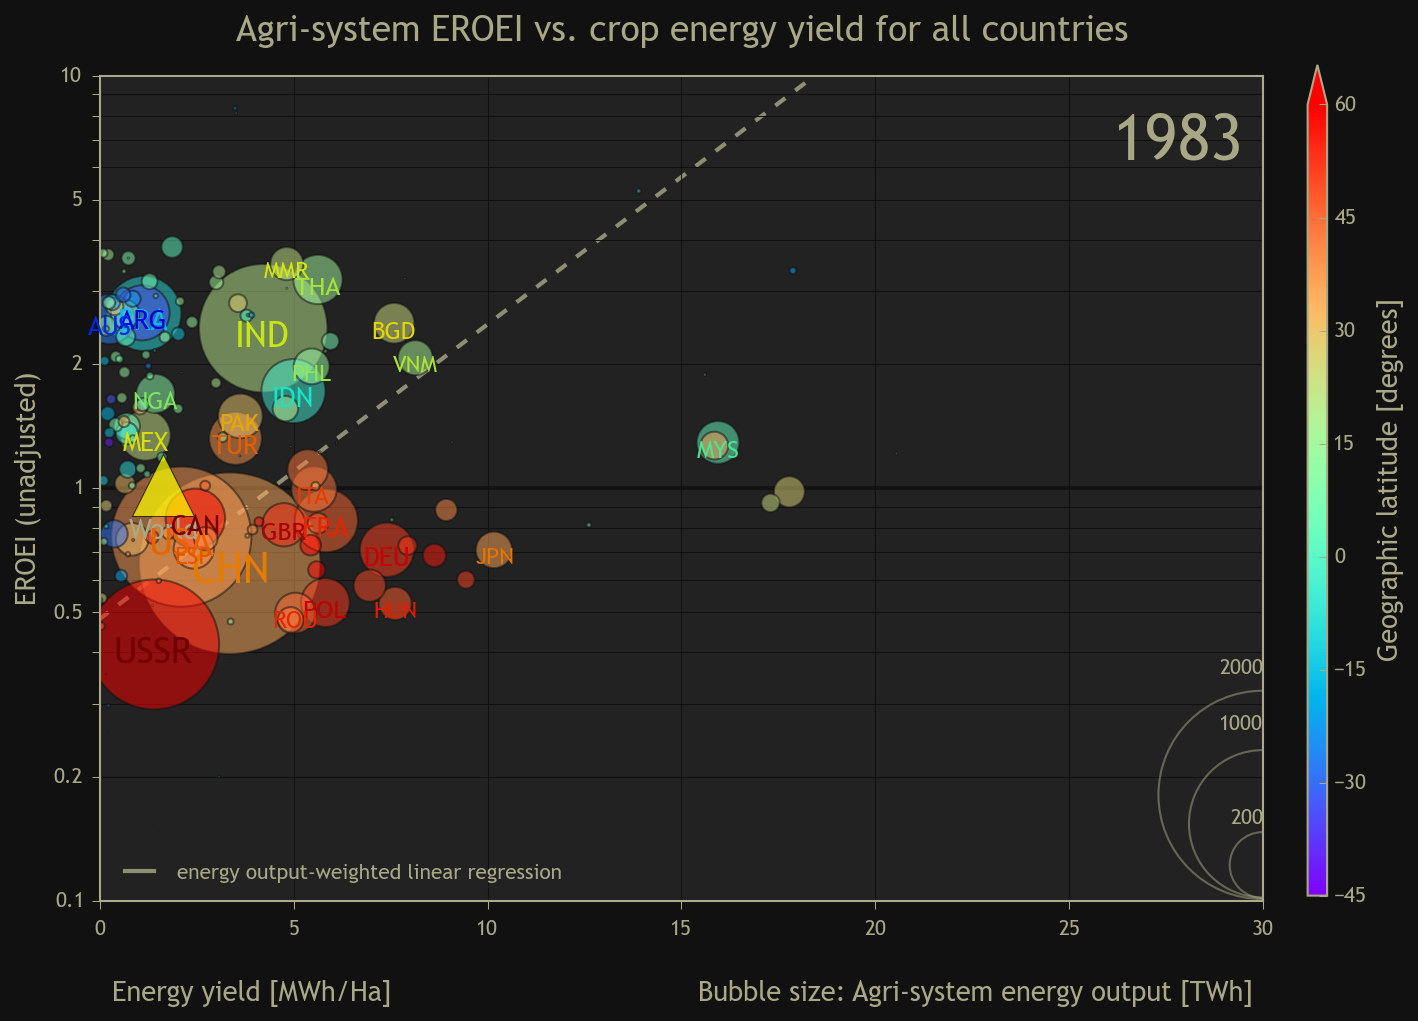 Agri-system EROEI vs. crop energy yield for all countries
1983
10
5
2
1
0.5
0.2
0.1
EROEI (unadjusted)
0
5
10
15
20
25
30
Energy yield [MWh/Ha]
Bubble size: Agri-system energy output [TWh]
MMR
THA
AUS
ARG
IND
BGD
VNM
PHL
IDN
NGA
PAK
TUR
MEX
MYS
ITA
World
CAN
USA
GBR
FRA
ESP
CHN
DEU
JPN
ROU
POL
HUN
USSR
2000
1000
200
energy output-weighted linear regression
60
45
30
15
0
−15
−30
−45
Geographic latitude [degrees]